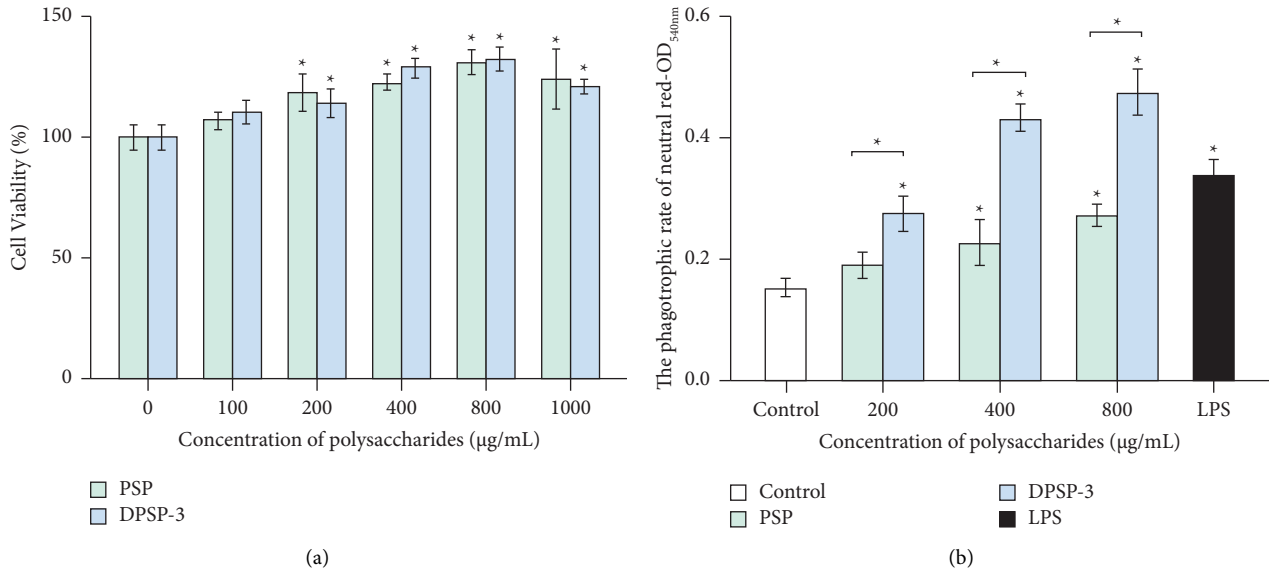 150
100
50
0
Cell Viability (%)
* * * * * * * *
0 100 200 400 800 1000
Concentration of polysaccharides (µg/mL)
PSP
DPSP-3
(a)
0.6
0.4
0.2
0.0
The phagotrophic rate of neutral red-OD540nm
* * * * * * * * *
Control 200 400 800 LPS
Concentration of polysaccharides (µg/mL)
Control
PSP
DPSP-3
LPS
(b)